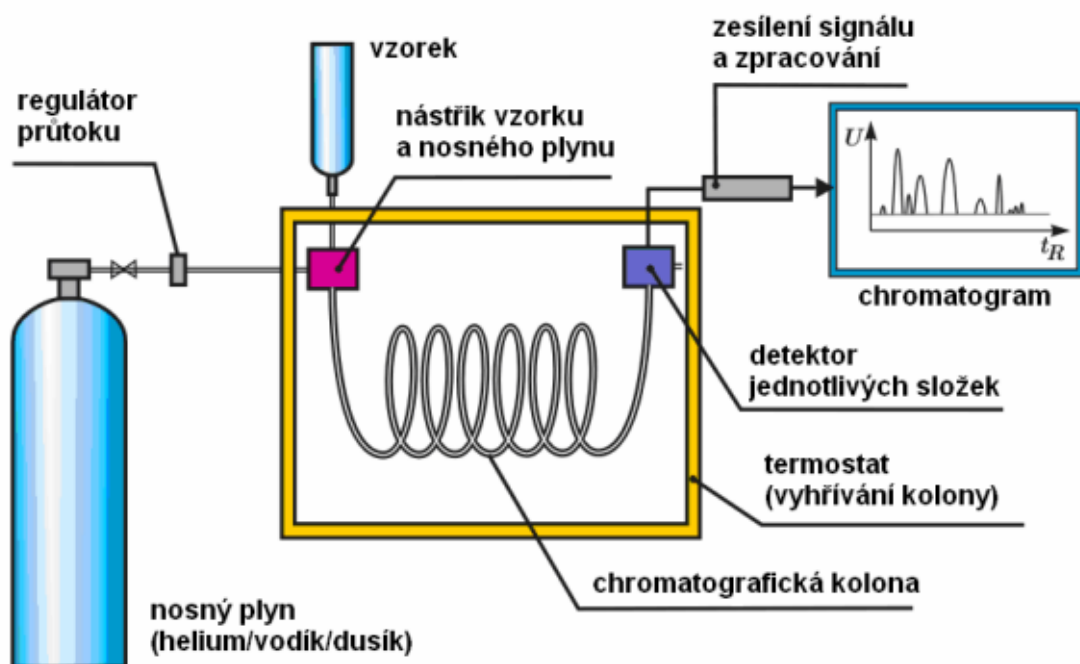 vzorek
zesílení signálu
a zpracování
regulátor
průtoku
nástřik vzorku
a nosného plynu
U
t_R
chromatogram
detektor
jednotlivých složek
termostat
(vyhřívání kolony)
chromatografická kolona
nosný plyn
(helium/vodík/dusík)